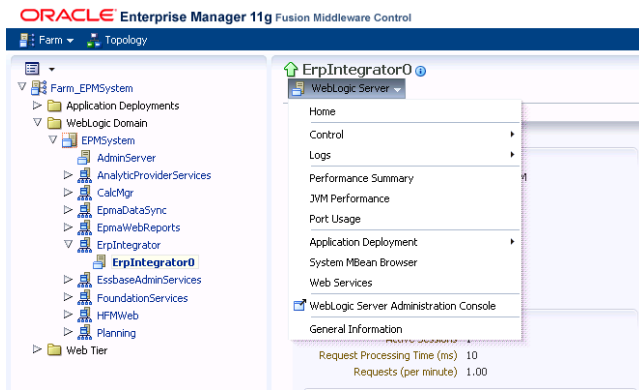 ORACLE Enterprise Manager 11g Fusion Middleware Control
Farm Topology
Farm_EPMSystem
Application Deployments
WebLogic Domain
EPMSystem
AdminServer
AnalyticProviderServices
CalcMgr
EpmaDataSync
EpmaWebReports
ErpIntegrator
ErpIntegrator0
EssbaseAdminServices
FoundationServices
HFMWeb
Planning
Web Tier
ErpIntegrator0
WebLogic Server
Home
Control
Logs
Performance Summary
JVM Performance
Port Usage
Application Deployment
System MBean Browser
Web Services
WebLogic Server Administration Console
General Information
Active Sessions 1
Request Processing Time (ms) 10
Requests (per minute) 1.00